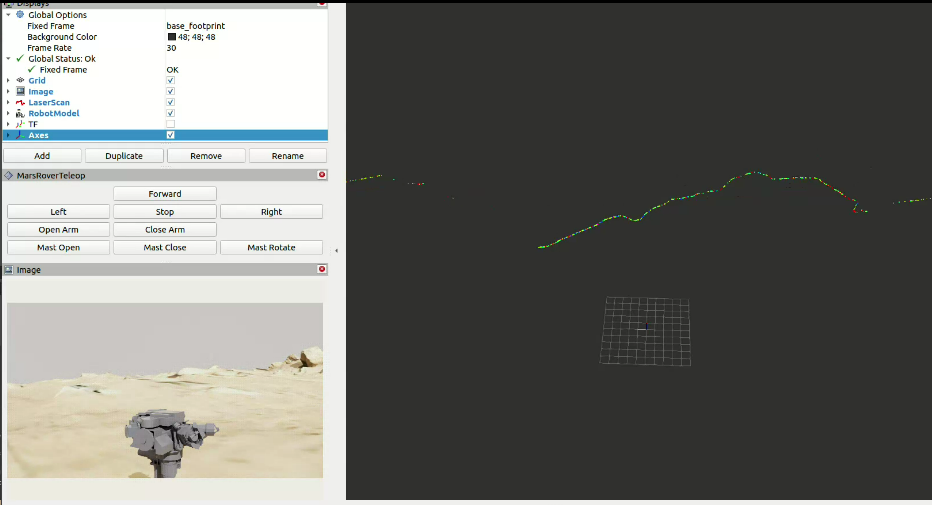 Displays
Global Options
Fixed Frame base_footprint
Background Color 48; 48; 48
Frame Rate 30
Global Status: Ok
Fixed Frame OK
Grid
Image
LaserScan
RobotModel
TF
Axes
Add Duplicate Remove Rename
MarsRoverTeleop
Forward
Left Stop Right
Open Arm Close Arm
Mast Open Mast Close Mast Rotate
Image